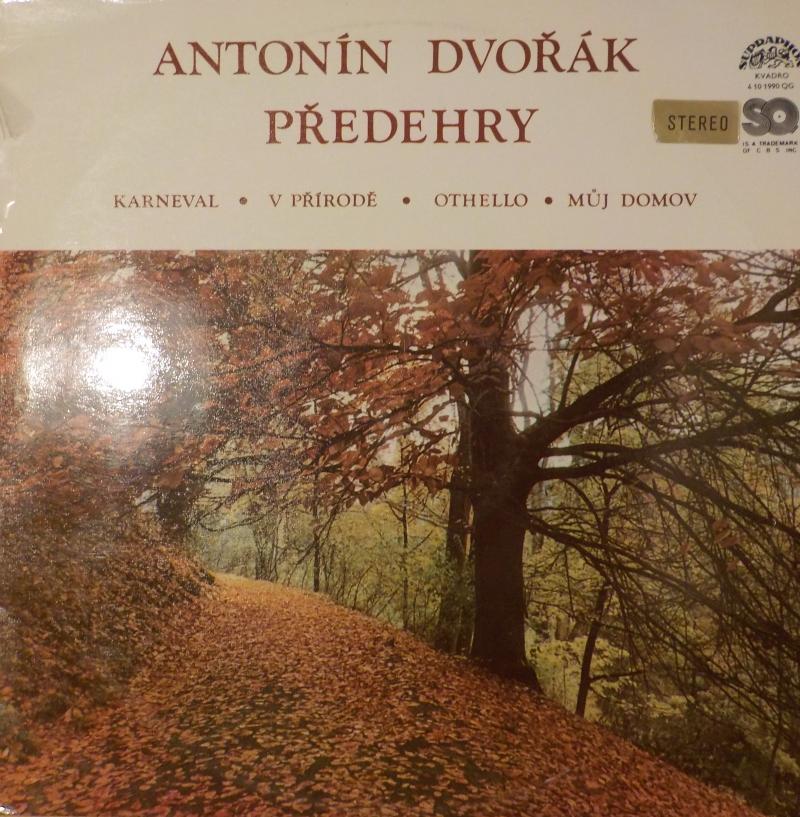 ANTONÍN DVOŘÁK
PŘEDEHRY
KARNEVAL • V PŘÍRODĚ • OTHELLO • MŮJ DOMOV
SUPRAPHON
KVADRO
4 10 1990 QG
STEREO
SQ
IS A TRADEMARK
OF C B S INC